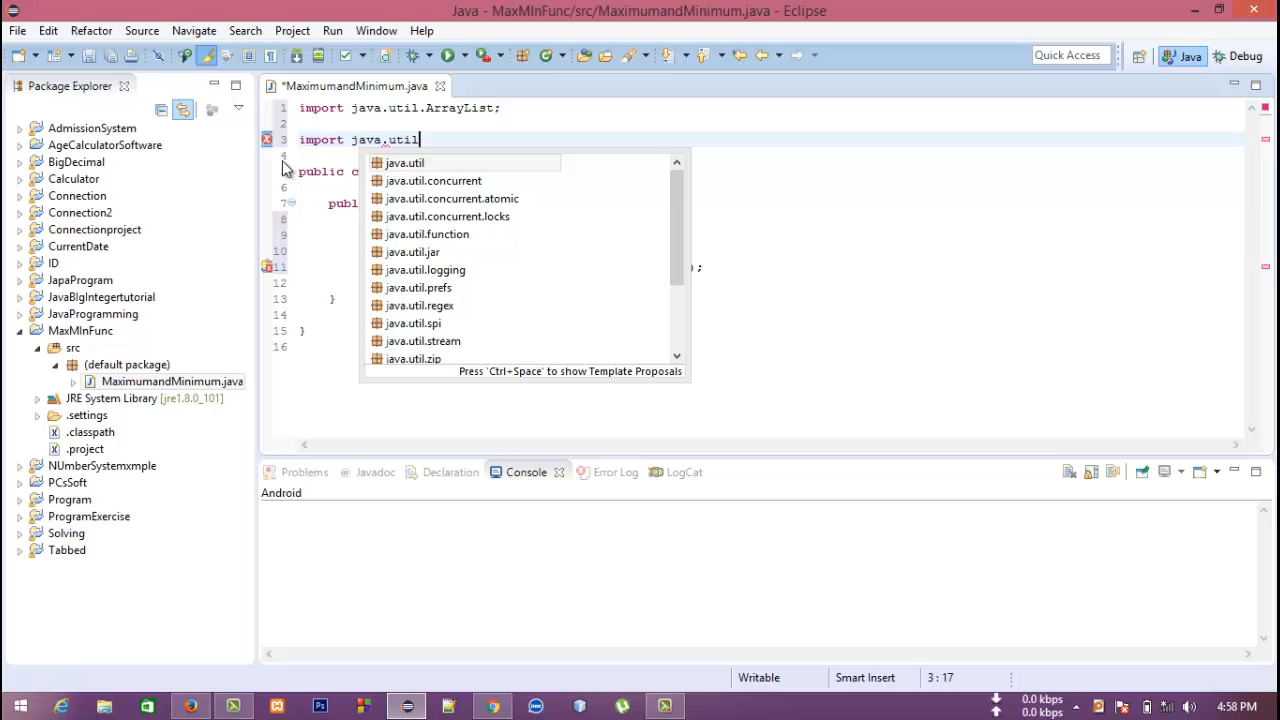 Java - MaxMInFunc/src/MaximumandMinimum.java - Eclipse
File Edit Refactor Source Navigate Search Project Run Window Help
Quick Access Java Debug
Package Explorer
*MaximumandMinimum.java
AdmissionSystem
AgeCalculatorSoftware
BigDecimal
Calculator
Connection
Connection2
Connectionproject
CurrentDate
ID
JapaProgram
JavaBIgIntegertutorial
JavaProgramming
MaxMInFunc
src
(default package)
MaximumandMinimum.java
JRE System Library [jre1.8.0_101]
.settings
.classpath
.project
NUmberSystemxmple
PCsSoft
Program
ProgramExercise
Solving
Tabbed
1 import java.util.ArrayList;
2
3 import java.util
4
public c
6
7 publ
8
9
10
11 );
12
13 }
14
15 }
16
java.util
java.util.concurrent
java.util.concurrent.atomic
java.util.concurrent.locks
java.util.function
java.util.jar
java.util.logging
java.util.prefs
java.util.regex
java.util.spi
java.util.stream
java.util.zip
Press 'Ctrl+Space' to show Template Proposals
Problems Javadoc Declaration Console Error Log LogCat
Android
Writable Smart Insert 3 : 17
0.0 kbps
0.0 kbps
4:58 PM